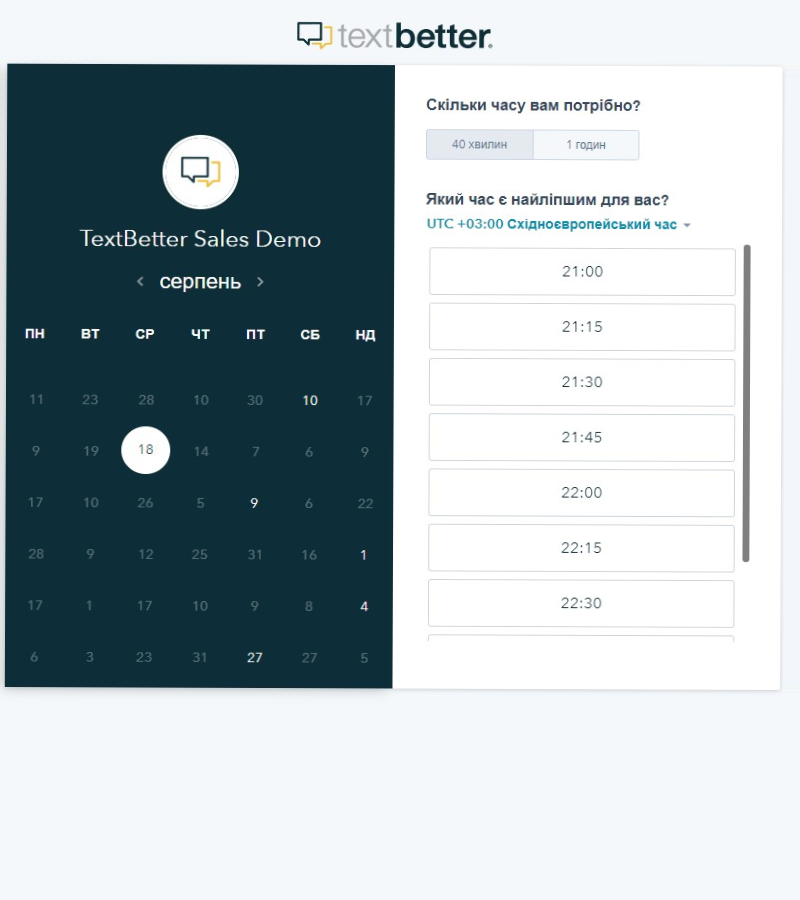 textbetter.
TextBetter Sales Demo
серпень
ПН ВТ СР ЧТ ПТ СБ НД
11 23 28 10 30 10 17
9 19 18 14 7 6 9
17 10 26 5 9 6 22
28 9 12 25 31 16 1
17 1 17 10 9 8 4
6 3 23 31 27 27 5
Скільки часу вам потрібно?
40 хвилин 1 годин
Який час є найліпшим для вас?
UTC +03:00 Східноєвропейський час
21:00
21:15
21:30
21:45
22:00
22:15
22:30